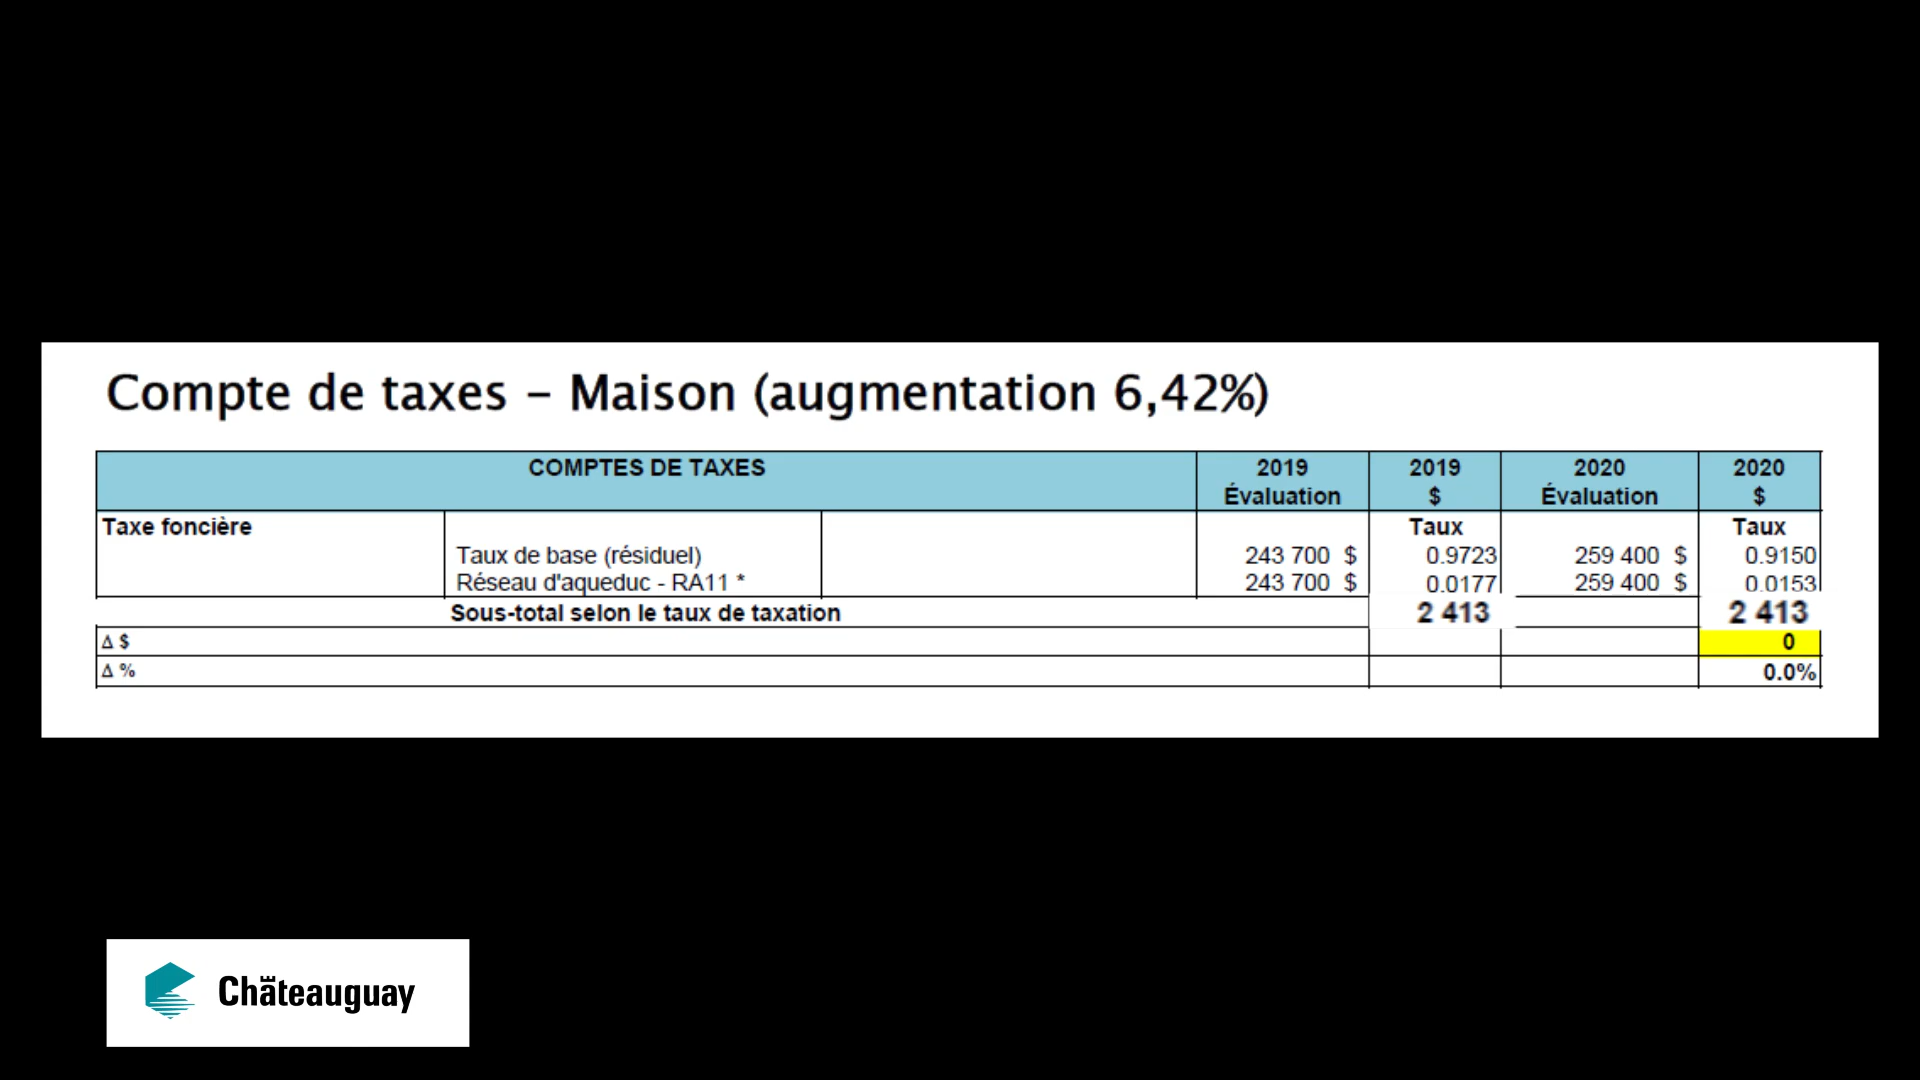 Compte de taxes – Maison (augmentation 6,42%)
COMPTES DE TAXES 2019 Évaluation 2019 $ 2020 Évaluation 2020 $
Taxe foncière Taux Taux
Taux de base (résiduel) 243 700 $ 0.9723 259 400 $ 0.9150
Réseau d'aqueduc - RA11 * 243 700 $ 0.0177 259 400 $ 0.0153
Sous-total selon le taux de taxation 2 413 2 413
Δ $ 0
Δ % 0.0%
Châteauguay